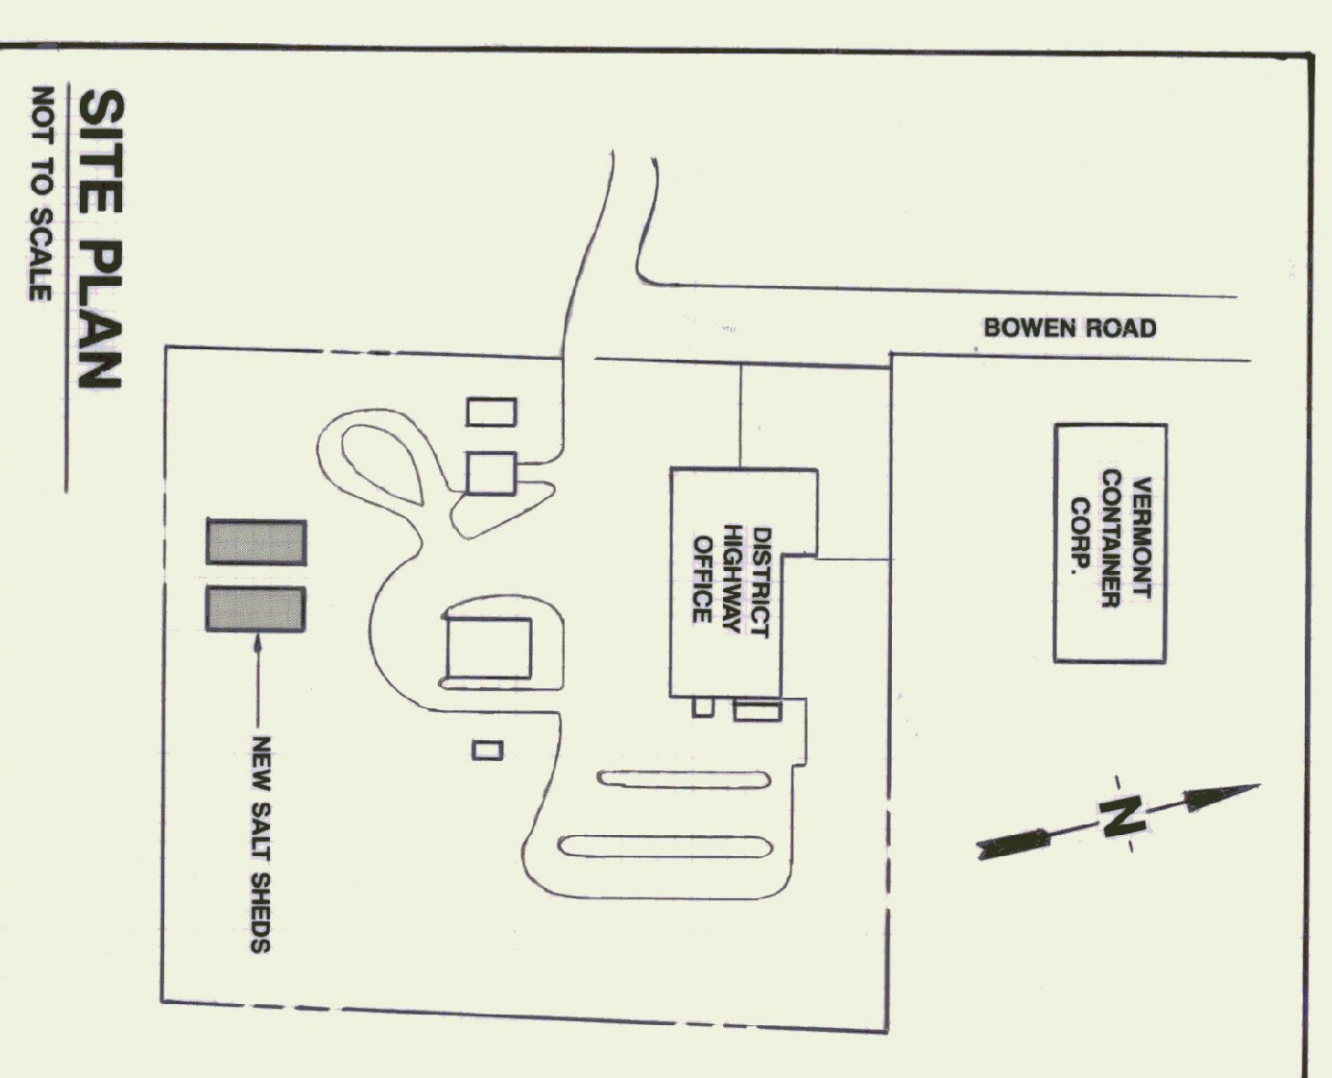 SITE PLAN
NOT TO SCALE
BOWEN ROAD
VERMONT
CONTAINER
CORP.
DISTRICT
HIGHWAY
OFFICE
N
NEW SALT SHEDS